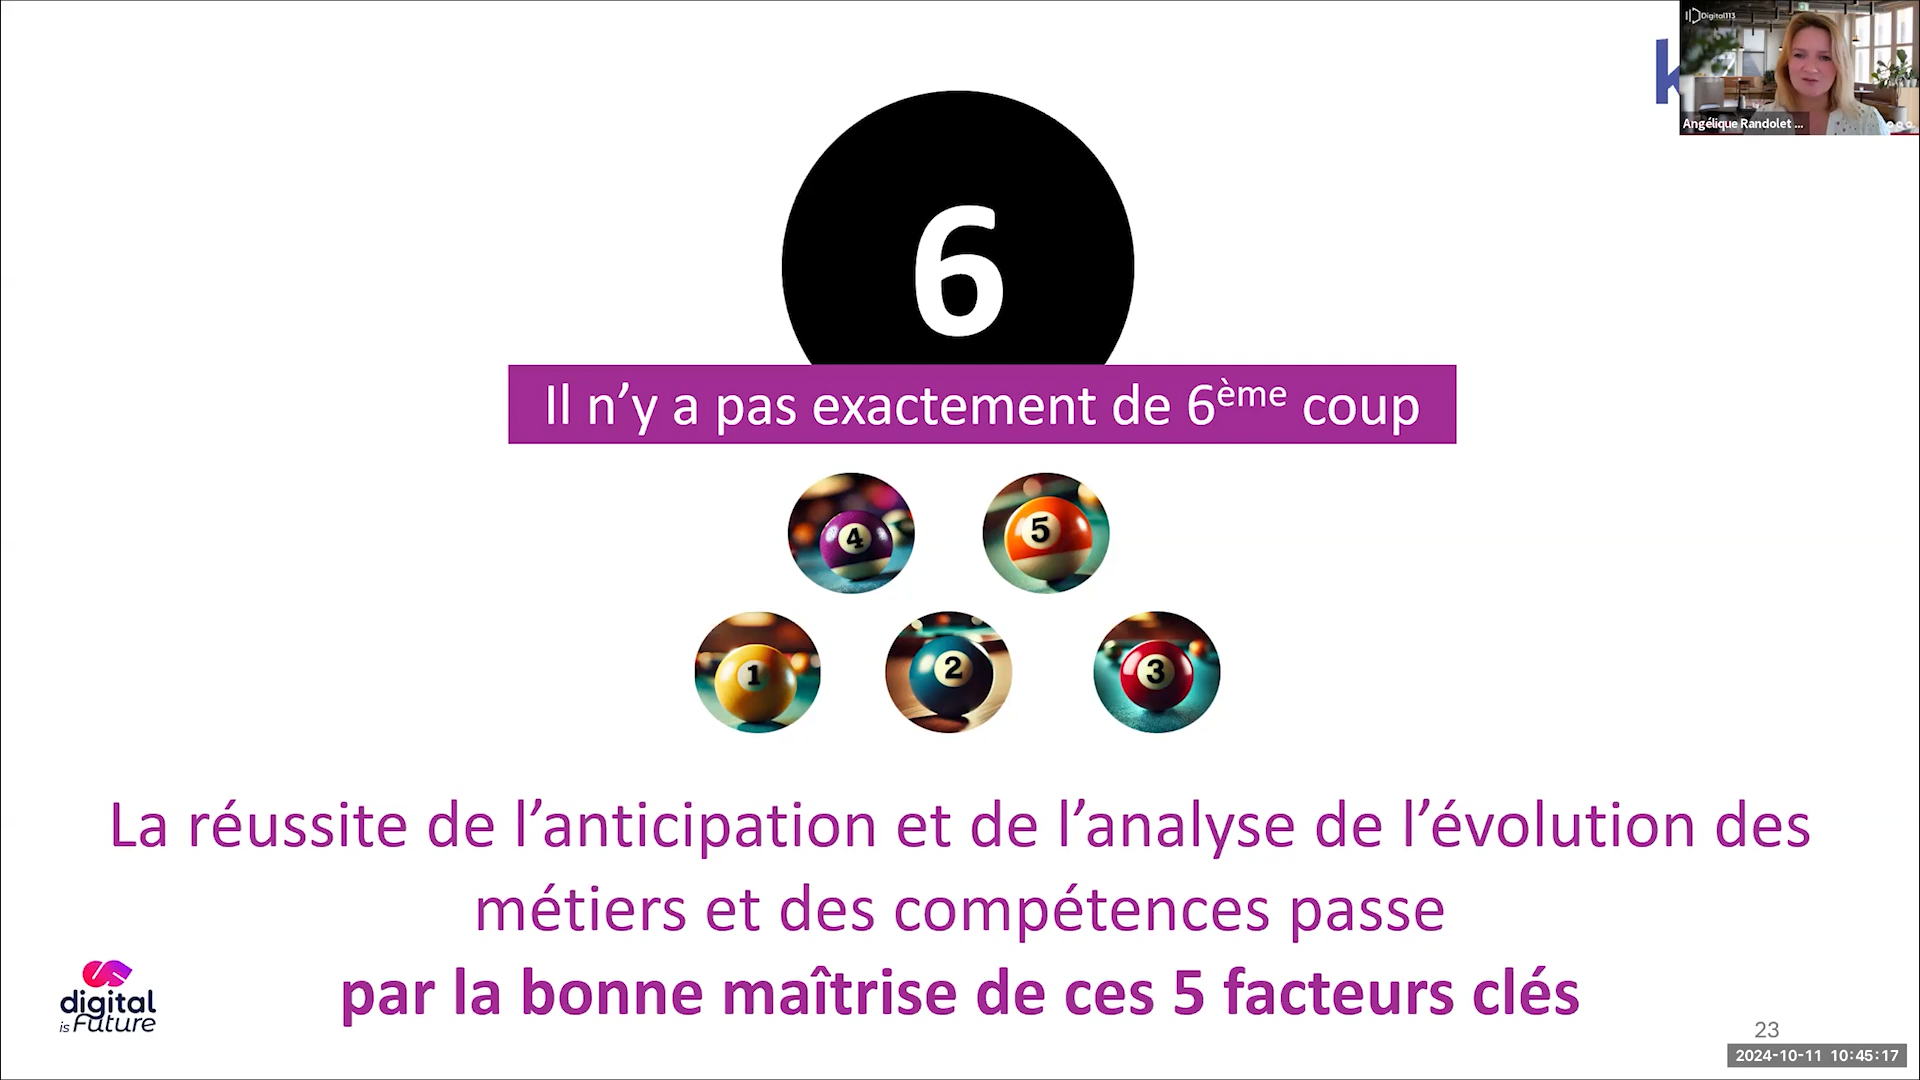 Digital113
k
Angélique Randolet ...
6
Il n’y a pas exactement de 6ème coup
4
5
1
2
3
La réussite de l’anticipation et de l’analyse de l’évolution des
métiers et des compétences passe
par la bonne maîtrise de ces 5 facteurs clés
digital
is Future
23
2024-10-11 10:45:17